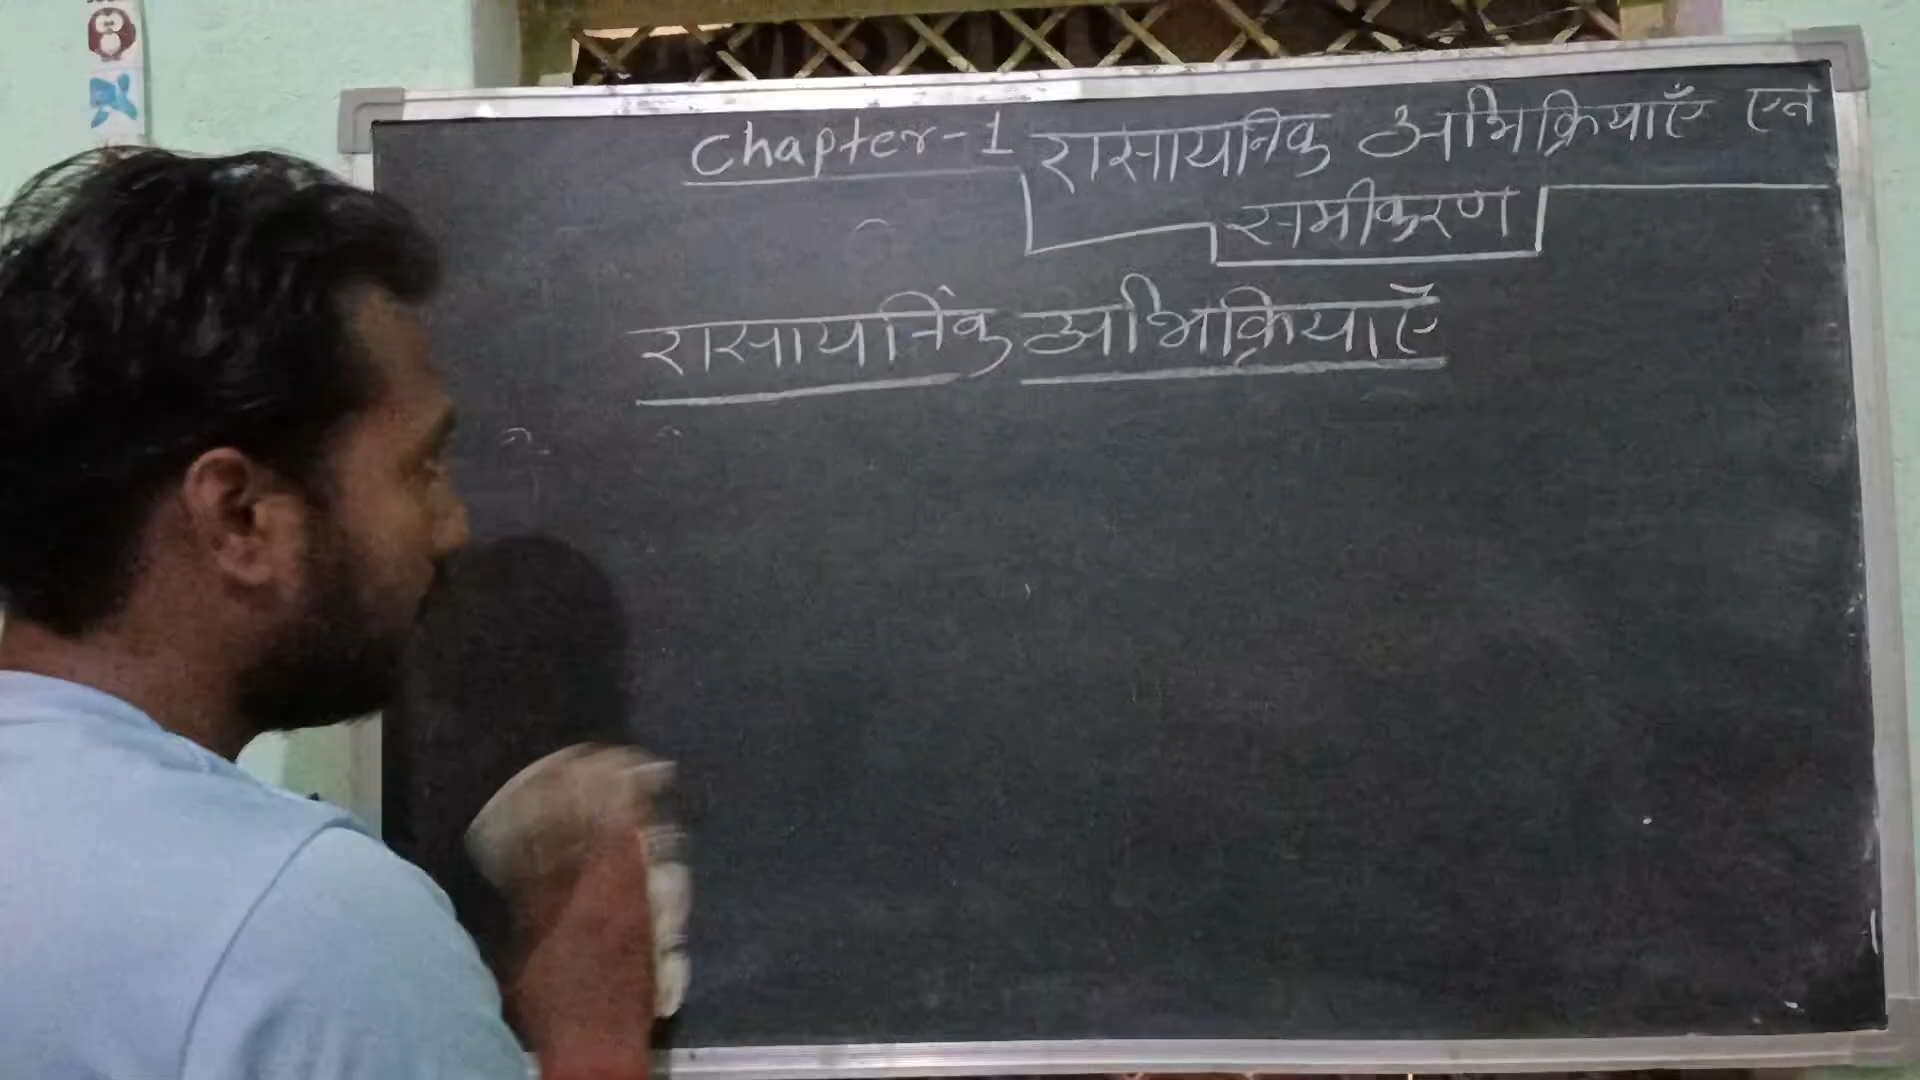 Chapter-1 रासायनिक अभिक्रियाएँ एव
समीकरण
रासायनिक अभिक्रियाएँ